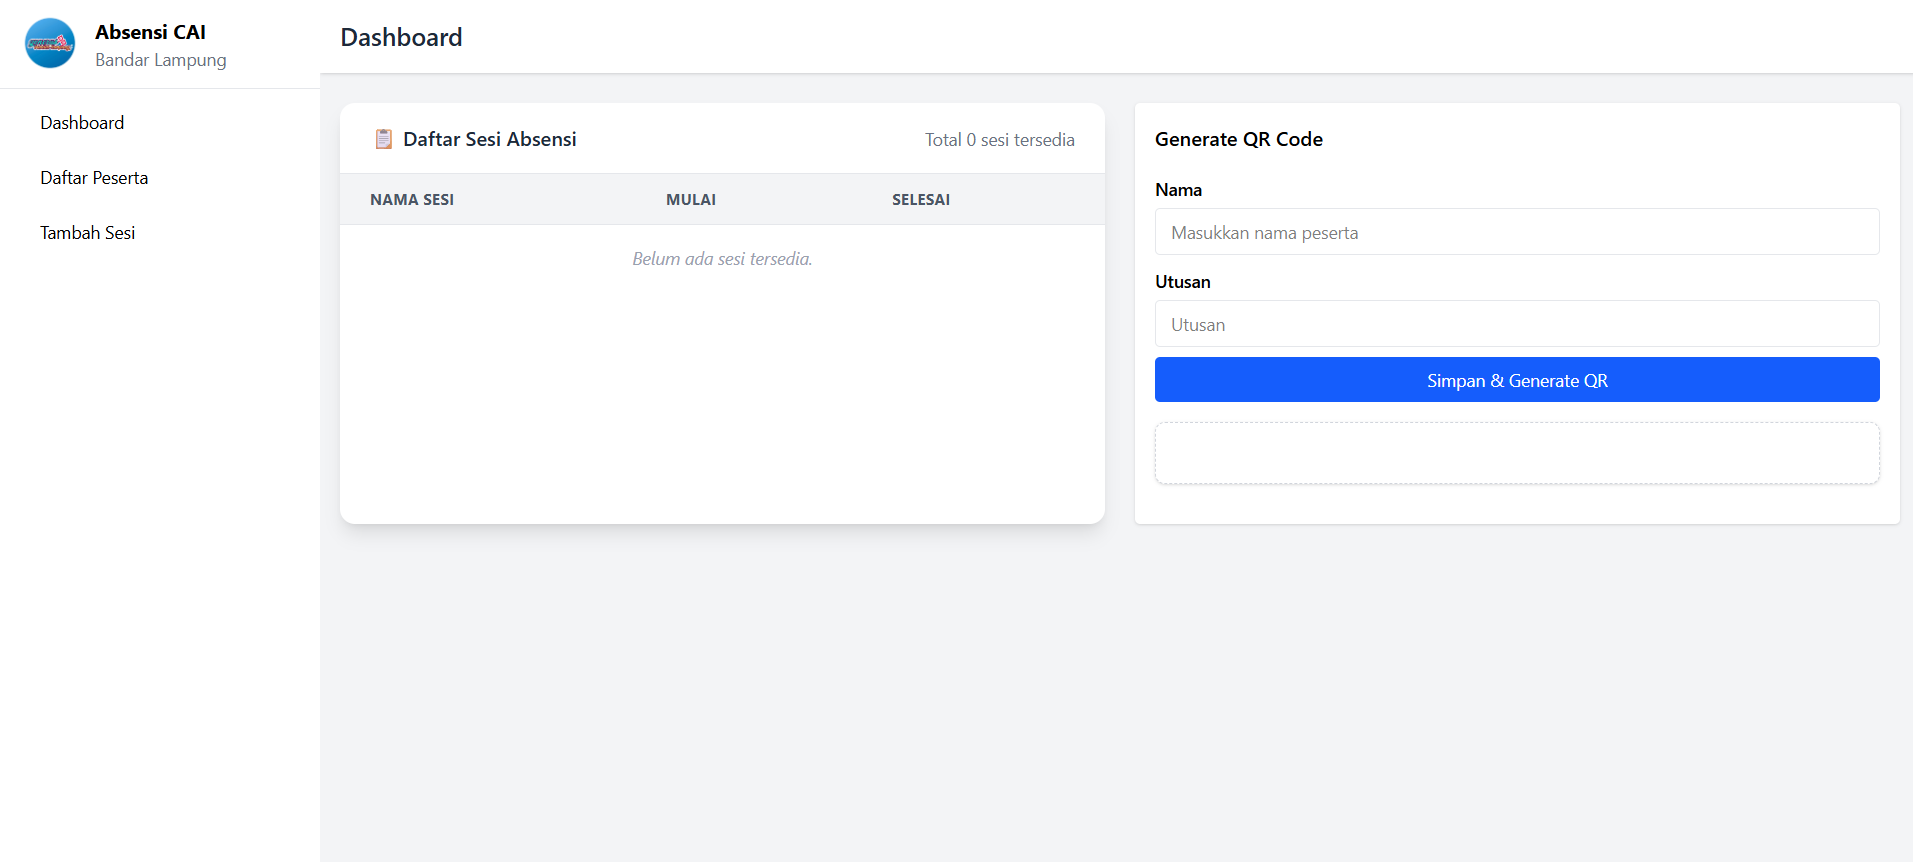 Absensi CAI
Bandar Lampung
Dashboard
Daftar Peserta
Tambah Sesi
Dashboard
📋 Daftar Sesi Absensi
Total 0 sesi tersedia
NAMA SESI MULAI SELESAI
Belum ada sesi tersedia.
Generate QR Code
Nama
Masukkan nama peserta
Utusan
Utusan
Simpan & Generate QR